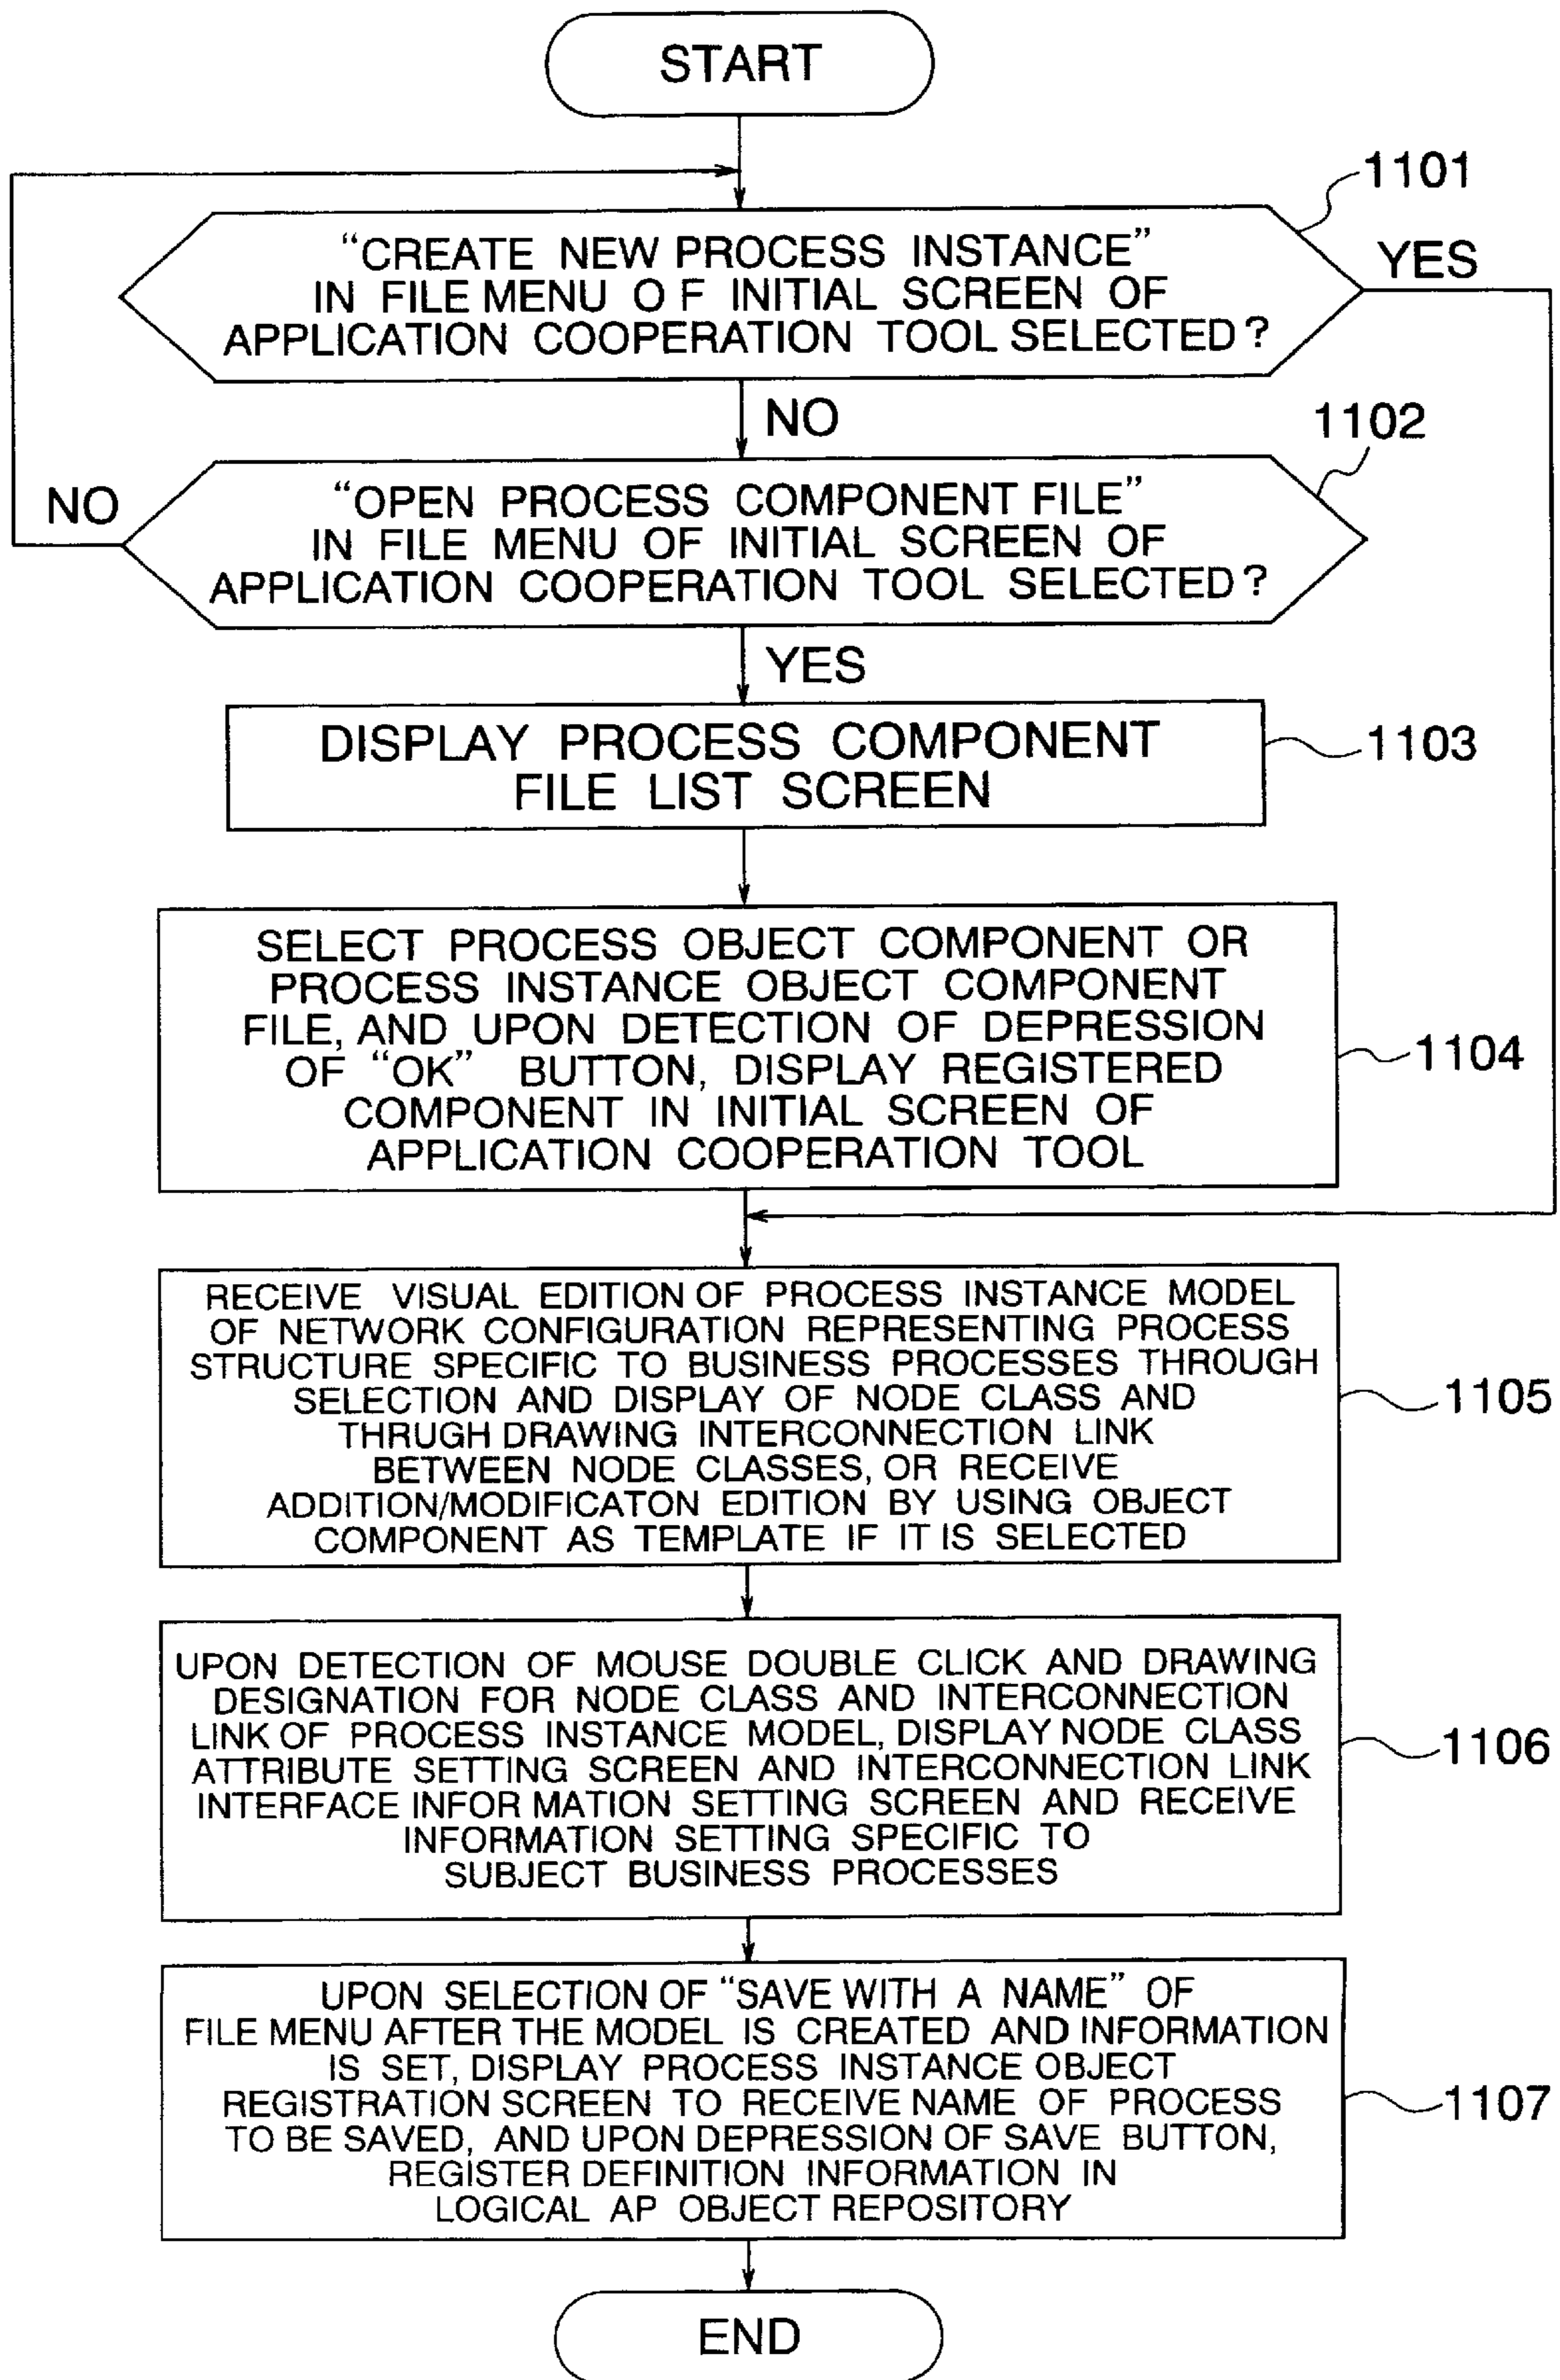 START
1101
"CREATE NEW PROCESS INSTANCE"
IN FILE MENU O F INITIAL SCREEN OF
APPLICATION COOPERATION TOOL SELECTED?
YES
NO
1102
"OPEN PROCESS COMPONENT FILE"
IN FILE MENU OF INITIAL SCREEN OF
APPLICATION COOPERATION TOOL SELECTED?
NO
YES
DISPLAY PROCESS COMPONENT
FILE LIST SCREEN
1103
SELECT PROCESS OBJECT COMPONENT OR
PROCESS INSTANCE OBJECT COMPONENT
FILE, AND UPON DETECTION OF DEPRESSION
OF "OK" BUTTON, DISPLAY REGISTERED
COMPONENT IN INITIAL SCREEN OF
APPLICATION COOPERATION TOOL
1104
RECEIVE VISUAL EDITION OF PROCESS INSTANCE MODEL
OF NETWORK CONFIGURATION REPRESENTING PROCESS
STRUCTURE SPECIFIC TO BUSINESS PROCESSES THROUGH
SELECTION AND DISPLAY OF NODE CLASS AND
THRUGH DRAWING INTERCONNECTION LINK
BETWEEN NODE CLASSES, OR RECEIVE
ADDITION/MODIFICATON EDITION BY USING OBJECT
COMPONENT AS TEMPLATE IF IT IS SELECTED
1105
UPON DETECTION OF MOUSE DOUBLE CLICK AND DRAWING
DESIGNATION FOR NODE CLASS AND INTERCONNECTION
LINK OF PROCESS INSTANCE MODEL, DISPLAY NODE CLASS
ATTRIBUTE SETTING SCREEN AND INTERCONNECTION LINK
INTERFACE INFOR MATION SETTING SCREEN AND RECEIVE
INFORMATION SETTING SPECIFIC TO
SUBJECT BUSINESS PROCESSES
1106
UPON SELECTION OF "SAVE WITH A NAME" OF
FILE MENU AFTER THE MODEL IS CREATED AND INFORMATION
IS SET, DISPLAY PROCESS INSTANCE OBJECT
REGISTRATION SCREEN TO RECEIVE NAME OF PROCESS
TO BE SAVED, AND UPON DEPRESSION OF SAVE BUTTON,
REGISTER DEFINITION INFORMATION IN
LOGICAL AP OBJECT REPOSITORY
1107
END